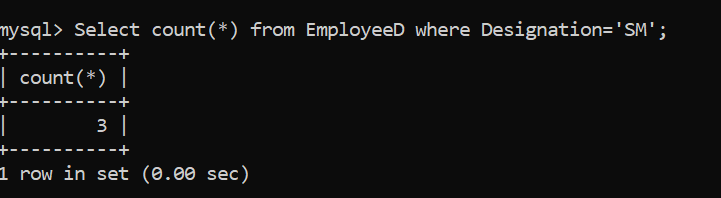 mysql> Select count(*) from EmployeeD where Designation='SM';
+----------+
| count(*) |
+----------+
|        3 |
+----------+
1 row in set (0.00 sec)